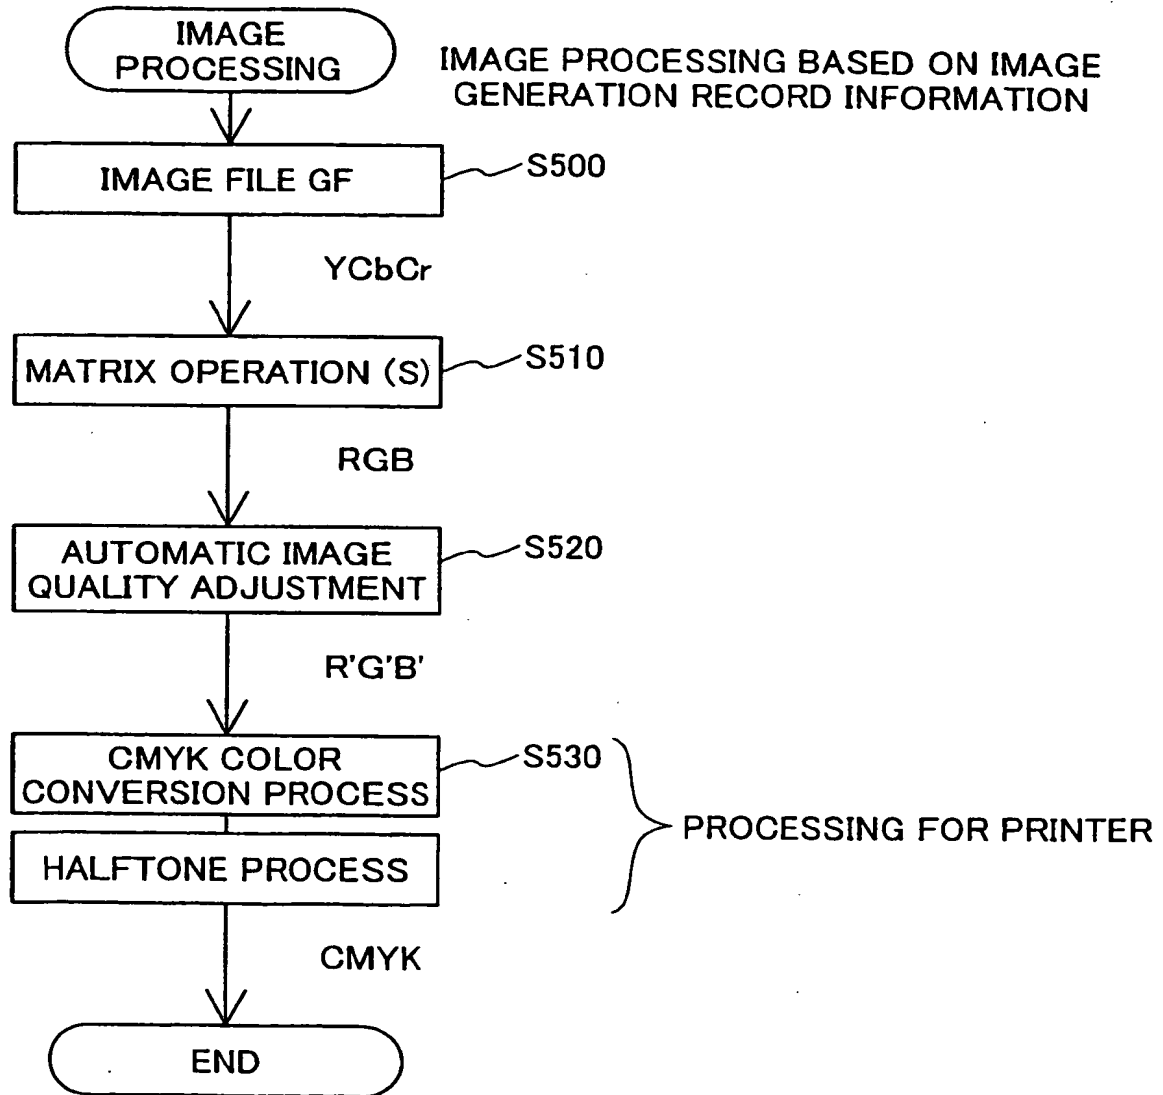 IMAGE
PROCESSING
IMAGE PROCESSING BASED ON IMAGE
GENERATION RECORD INFORMATION
IMAGE FILE GF
S500
YCbCr
MATRIX OPERATION (S)
S510
RGB
AUTOMATIC IMAGE
QUALITY ADJUSTMENT
S520
R'G'B'
CMYK COLOR
CONVERSION PROCESS
S530
PROCESSING FOR PRINTER
HALFTONE PROCESS
CMYK
END